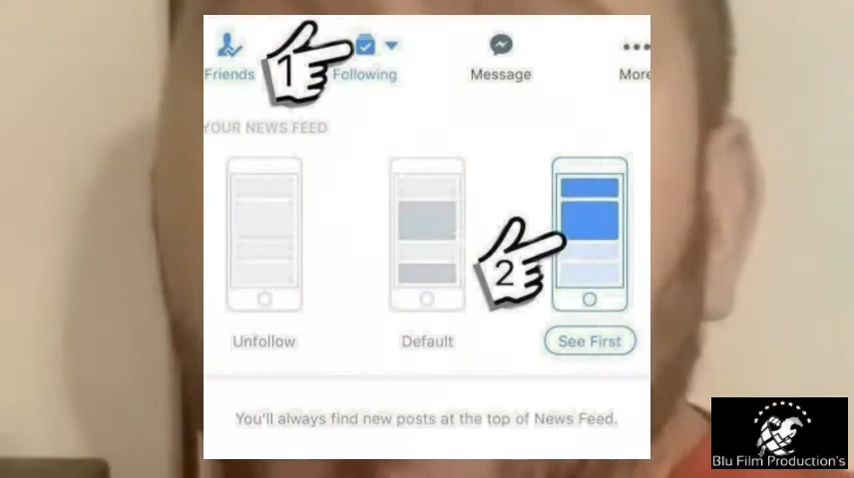 Friends Following Message More
1
YOUR NEWS FEED
2
Unfollow Default See First
You'll always find new posts at the top of News Feed.
Blu Film Production's